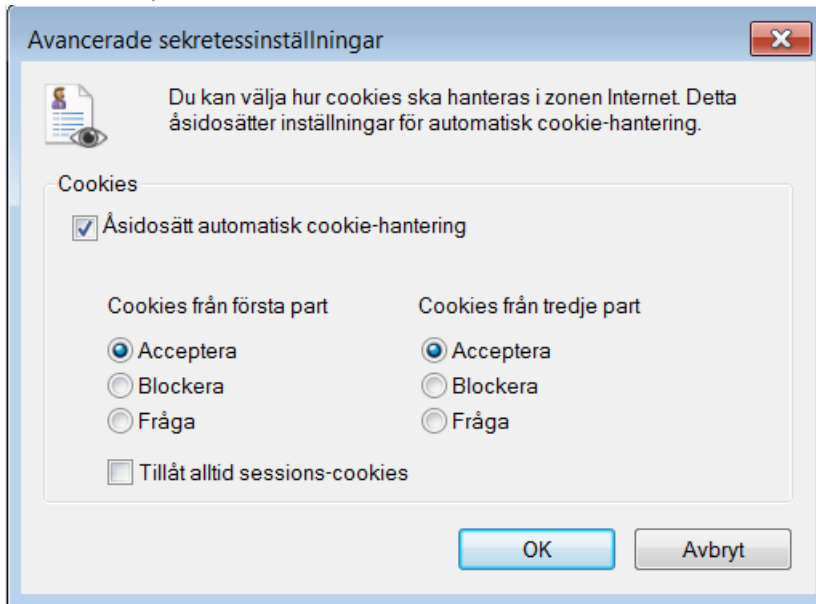 Avancerade sekretessinställningar
Du kan välja hur cookies ska hanteras i zonen Internet. Detta
åsidosätter inställningar för automatisk cookie-hantering.
Cookies
Åsidosätt automatisk cookie-hantering
Cookies från första part
Cookies från tredje part
Acceptera
Acceptera
Blockera
Blockera
Fråga
Fråga
Tillåt alltid sessions-cookies
OK
Avbryt